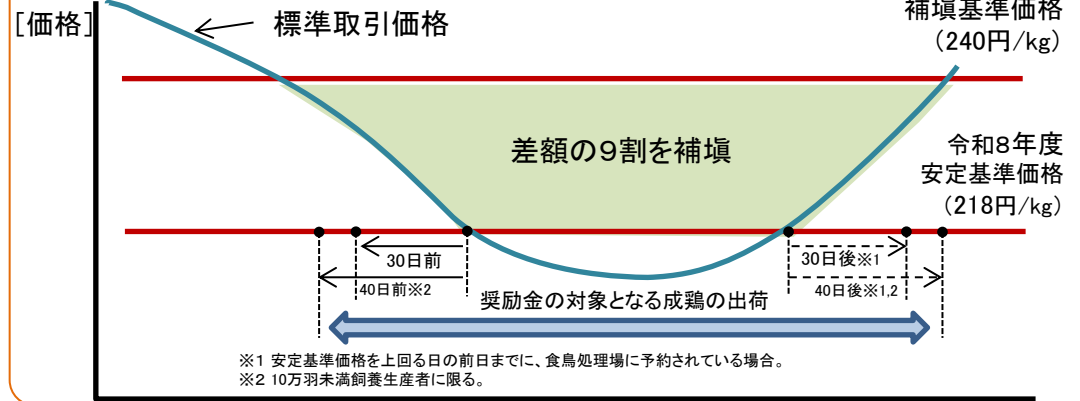 補塡基準価格
(240円/kg)
[価格]
標準取引価格
差額の9割を補塡
令和8年度
安定基準価格
(218円/kg)
30日前
30日後※1
40日前※2
40日後※1,2
奨励金の対象となる成鶏の出荷
※1 安定基準価格を上回る日の前日までに、食鳥処理場に予約されている場合。
※2 10万羽未満飼養生産者に限る。